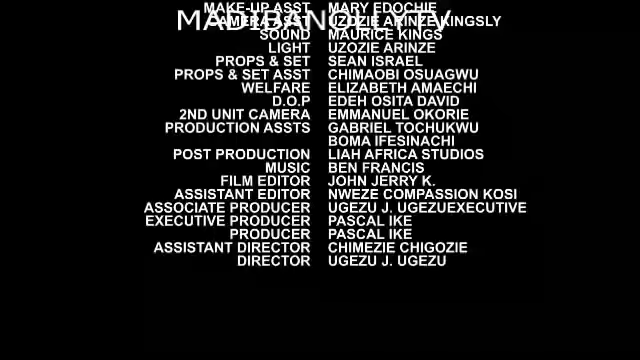 MAKE-UP ASST MARY EDOCHIE
CAMERA ASST UZOZIE ARINZE KINGSLY
SOUND MAURICE KINGS
LIGHT UZOZIE ARINZE
PROPS & SET SEAN ISRAEL
PROPS & SET ASST CHIMAOBI OSUAGWU
WELFARE ELIZABETH AMAECHI
D.O.P EDEH OSITA DAVID
2ND UNIT CAMERA EMMANUEL OKORIE
PRODUCTION ASSTS GABRIEL TOCHUKWU
BOMA IFESINACHI
POST PRODUCTION LIAH AFRICA STUDIOS
MUSIC BEN FRANCIS
FILM EDITOR JOHN JERRY K.
ASSISTANT EDITOR NWEZE COMPASSION KOSI
ASSOCIATE PRODUCER UGEZU J. UGEZUEXECUTIVE
EXECUTIVE PRODUCER PASCAL IKE
PRODUCER PASCAL IKE
ASSISTANT DIRECTOR CHIMEZIE CHIGOZIE
DIRECTOR UGEZU J. UGEZU